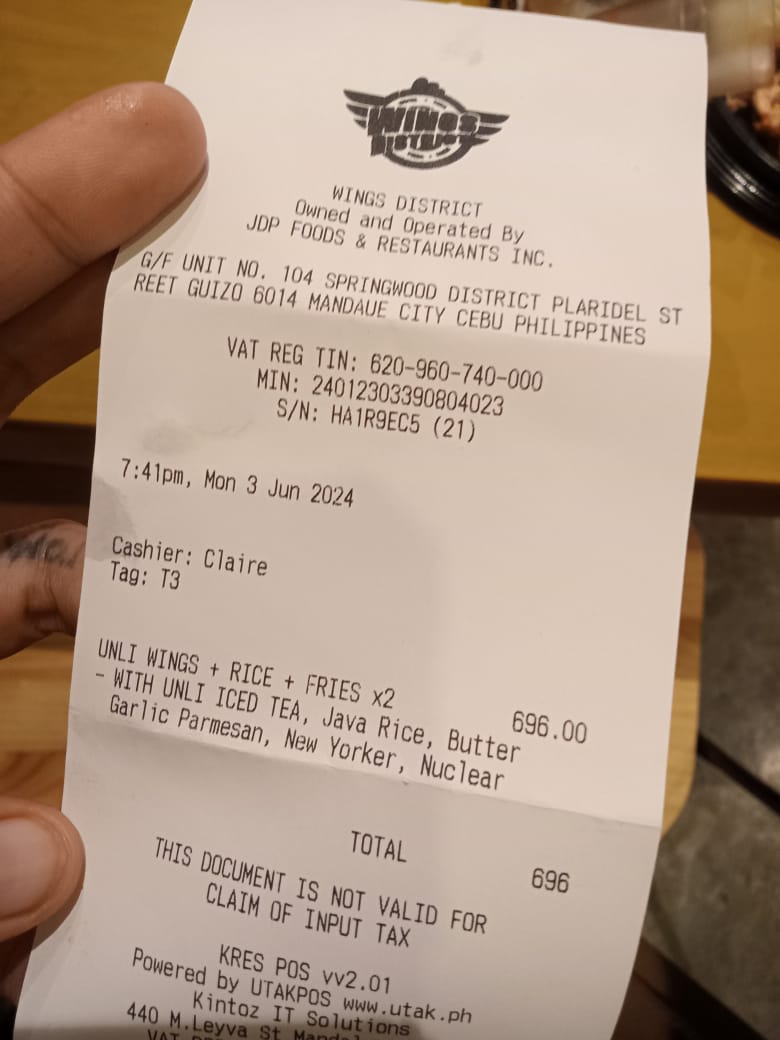 WINGS
DISTRICT
WINGS DISTRICT
Owned and Operated By
JDP FOODS & RESTAURANTS INC.
G/F UNIT NO. 104 SPRINGWOOD DISTRICT PLARIDEL ST
REET GUIZO 6014 MANDAUE CITY CEBU PHILIPPINES
VAT REG TIN: 620-960-740-000
MIN: 24012303390804023
S/N: HA1R9EC5 (21)
7:41pm, Mon 3 Jun 2024
Cashier: Claire
Tag: T3
UNLI WINGS + RICE + FRIES x2 696.00
- WITH UNLI ICED TEA, Java Rice, Butter
Garlic Parmesan, New Yorker, Nuclear
TOTAL 696
THIS DOCUMENT IS NOT VALID FOR
CLAIM OF INPUT TAX
KRES POS vv2.01
Powered by UTAKPOS www.utak.ph
Kintoz IT Solutions
440 M.Leyva St